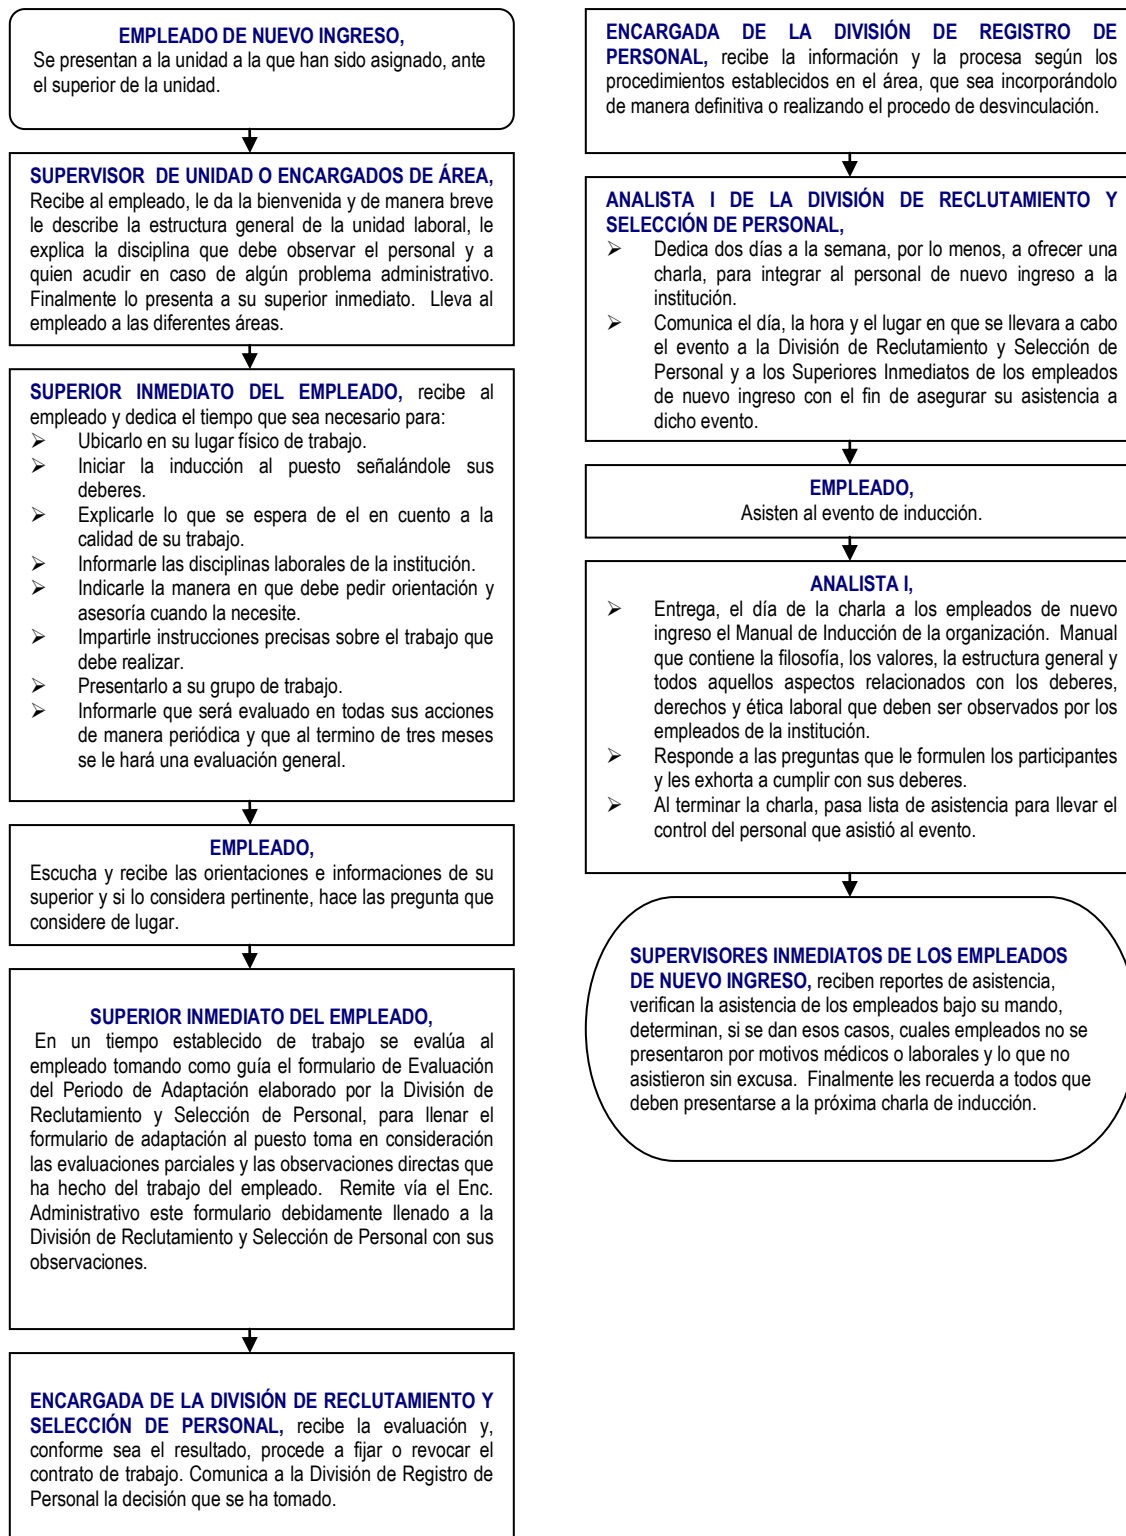 EMPLEADO DE NUEVO INGRESO,
Se presentan a la unidad a la que han sido asignado, ante
el superior de la unidad.
SUPERVISOR DE UNIDAD O ENCARGADOS DE ÁREA,
Recibe al empleado, le da la bienvenida y de manera breve
le describe la estructura general de la unidad laboral, le
explica la disciplina que debe observar el personal y a
quien acudir en caso de algún problema administrativo.
Finalmente lo presenta a su superior inmediato. Lleva al
empleado a las diferentes áreas.
SUPERIOR INMEDIATO DEL EMPLEADO, recibe al
empleado y dedica el tiempo que sea necesario para:
➢ Ubicarlo en su lugar físico de trabajo.
➢ Iniciar la inducción al puesto señalándole sus
deberes.
➢ Explicarle lo que se espera de el en cuento a la
calidad de su trabajo.
➢ Informarle las disciplinas laborales de la institución.
➢ Indicarle la manera en que debe pedir orientación y
asesoría cuando la necesite.
➢ Impartirle instrucciones precisas sobre el trabajo que
debe realizar.
➢ Presentarlo a su grupo de trabajo.
➢ Informarle que será evaluado en todas sus acciones
de manera periódica y que al termino de tres meses
se le hará una evaluación general.
EMPLEADO,
Escucha y recibe las orientaciones e informaciones de su
superior y si lo considera pertinente, hace las pregunta que
considere de lugar.
SUPERIOR INMEDIATO DEL EMPLEADO,
En un tiempo establecido de trabajo se evalúa al
empleado tomando como guía el formulario de Evaluación
del Periodo de Adaptación elaborado por la División de
Reclutamiento y Selección de Personal, para llenar el
formulario de adaptación al puesto toma en consideración
las evaluaciones parciales y las observaciones directas que
ha hecho del trabajo del empleado. Remite vía el Enc.
Administrativo este formulario debidamente llenado a la
División de Reclutamiento y Selección de Personal con sus
observaciones.
ENCARGADA DE LA DIVISIÓN DE RECLUTAMIENTO Y
SELECCIÓN DE PERSONAL, recibe la evaluación y,
conforme sea el resultado, procede a fijar o revocar el
contrato de trabajo. Comunica a la División de Registro de
Personal la decisión que se ha tomado.
ENCARGADA DE LA DIVISIÓN DE REGISTRO DE
PERSONAL, recibe la información y la procesa según los
procedimientos establecidos en el área, que sea incorporándolo
de manera definitiva o realizando el procedo de desvinculación.
ANALISTA I DE LA DIVISIÓN DE RECLUTAMIENTO Y
SELECCIÓN DE PERSONAL,
➢ Dedica dos días a la semana, por lo menos, a ofrecer una
charla, para integrar al personal de nuevo ingreso a la
institución.
➢ Comunica el día, la hora y el lugar en que se llevara a cabo
el evento a la División de Reclutamiento y Selección de
Personal y a los Superiores Inmediatos de los empleados
de nuevo ingreso con el fin de asegurar su asistencia a
dicho evento.
EMPLEADO,
Asisten al evento de inducción.
ANALISTA I,
➢ Entrega, el día de la charla a los empleados de nuevo
ingreso el Manual de Inducción de la organización. Manual
que contiene la filosofía, los valores, la estructura general y
todos aquellos aspectos relacionados con los deberes,
derechos y ética laboral que deben ser observados por los
empleados de la institución.
➢ Responde a las preguntas que le formulen los participantes
y les exhorta a cumplir con sus deberes.
➢ Al terminar la charla, pasa lista de asistencia para llevar el
control del personal que asistió al evento.
SUPERVISORES INMEDIATOS DE LOS EMPLEADOS
DE NUEVO INGRESO, reciben reportes de asistencia,
verifican la asistencia de los empleados bajo su mando,
determinan, si se dan esos casos, cuales empleados no se
presentaron por motivos médicos o laborales y lo que no
asistieron sin excusa. Finalmente les recuerda a todos que
deben presentarse a la próxima charla de inducción.